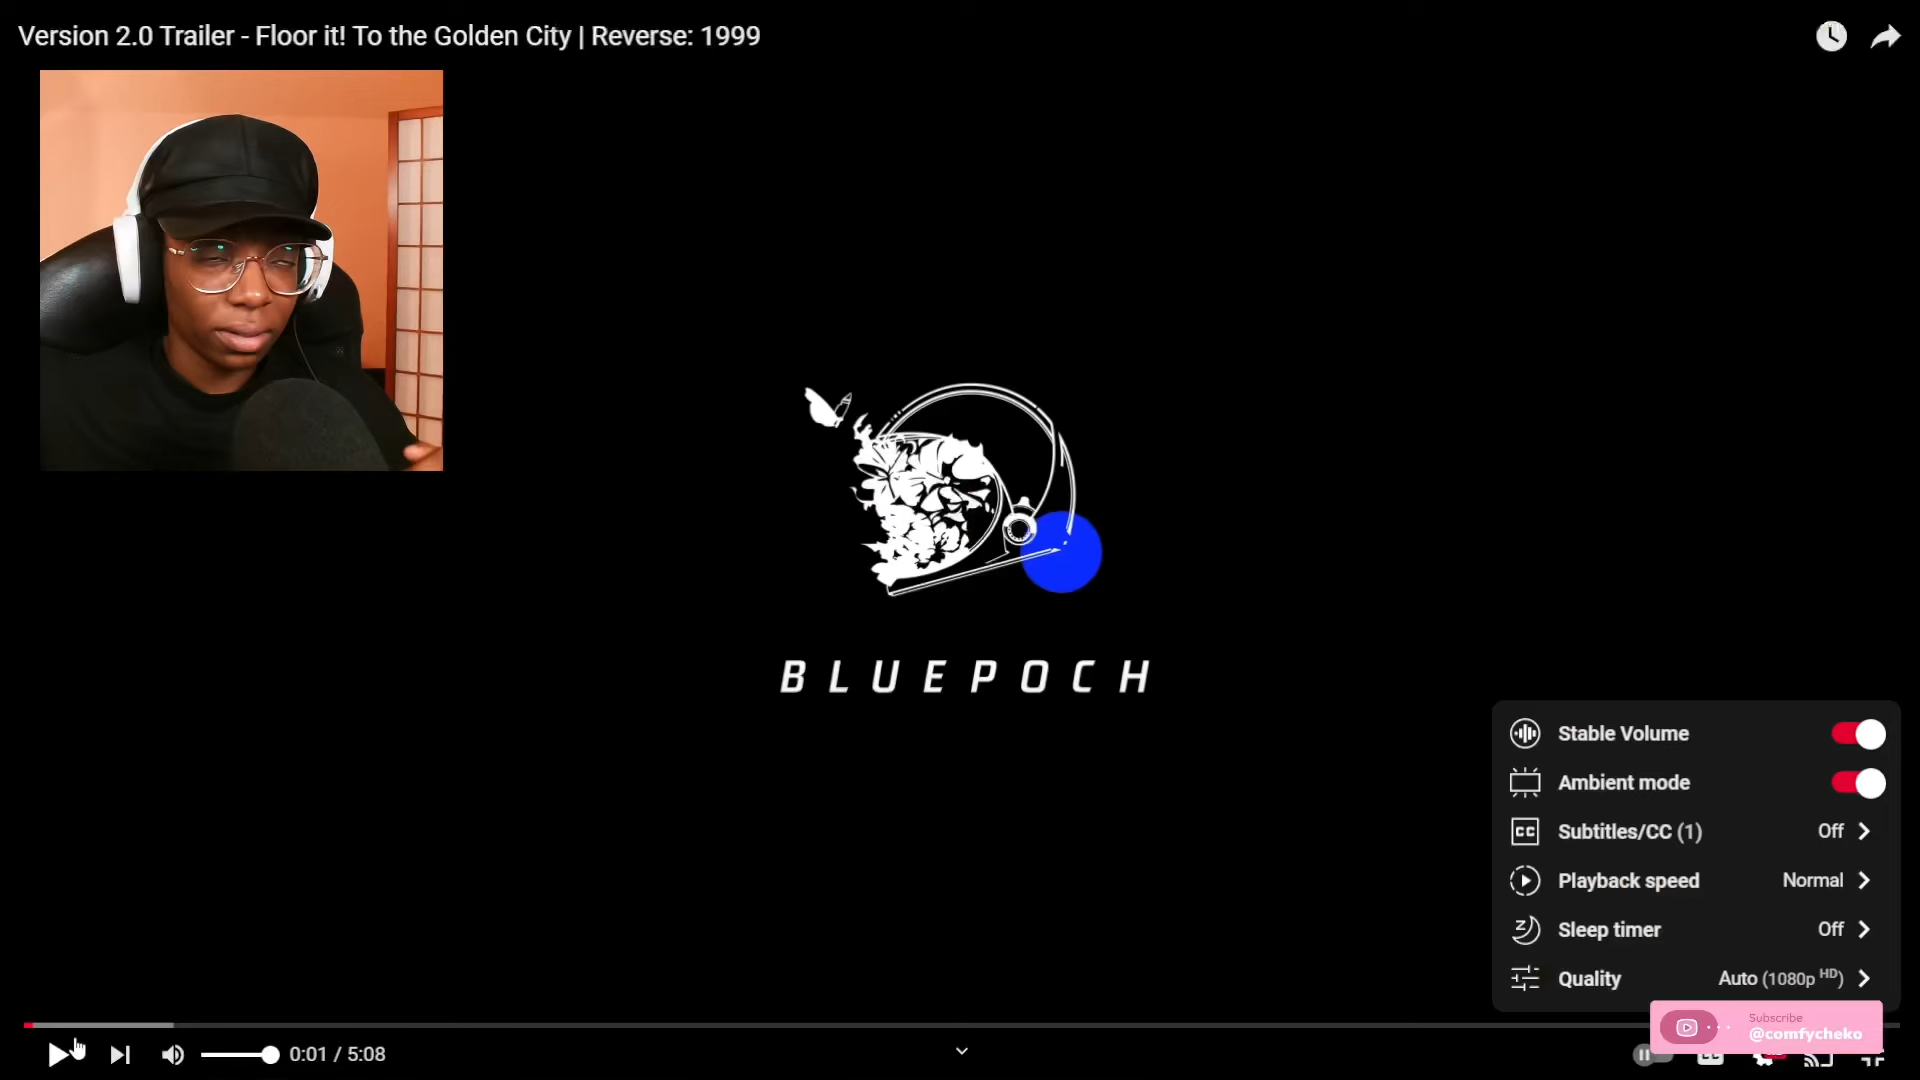 Version 2.0 Trailer - Floor it! To the Golden City | Reverse: 1999
BLUEPOCH
Stable Volume
Ambient mode
Subtitles/CC (1) Off
Playback speed Normal
Sleep timer Off
Quality Auto (1080p HD)
Subscribe
@comfycheko
0:01 / 5:08